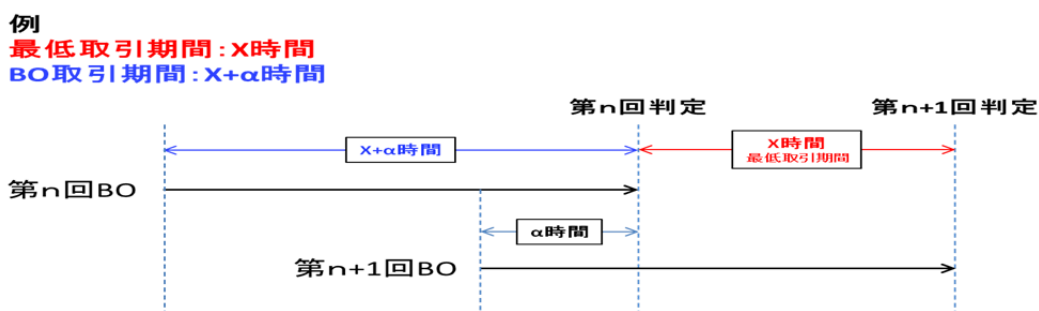 例
最低取引期間:X時間
BO取引期間:X+α時間
第n回判定
第n+1回判定
X+α時間
X時間
最低取引期間
第n回BO
α時間
第n+1回BO